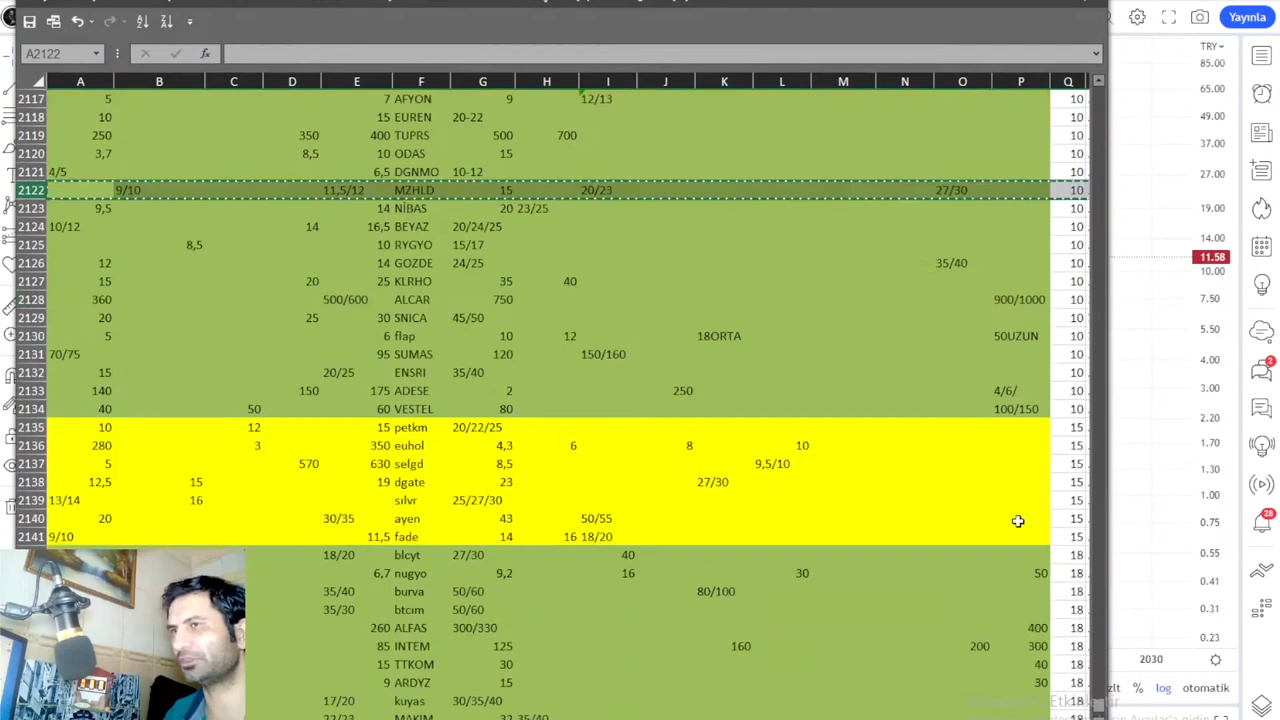 Yayınla
A2122 fx
A B C D E F G H I J K L M N O P Q
TRY
2117 5 7 AFYON 9 12/13 10
2118 10 15 EUREN 20-22 10
2119 250 350 400 TUPRS 500 700 10
2120 3,7 8,5 10 ODAS 15 10
2121 4/5 6,5 DGNMO 10-12 10
2122 9/10 11,5/12 MZHLD 15 20/23 27/30 10
2123 9,5 14 NİBAS 20 23/25 10
2124 10/12 14 16,5 BEYAZ 20/24/25 10
2125 8,5 10 RYGYO 15/17 10
2126 12 14 GOZDE 24/25 35/40 10
2127 15 20 25 KLRHO 35 40 10
2128 360 500/600 ALCAR 750 900/1000 10
2129 20 25 30 SNICA 45/50 10
2130 5 6 flap 10 12 18ORTA 50UZUN 10
2131 70/75 95 SUMAS 120 150/160 10
2132 15 20/25 ENSRI 35/40 10
2133 140 150 175 ADESE 2 250 4/6/ 10
2134 40 50 60 VESTEL 80 100/150 10
2135 10 12 15 petkm 20/22/25 15
2136 280 3 350 euhol 4,3 6 8 10 15
2137 5 570 630 selgd 8,5 9,5/10 15
2138 12,5 15 19 dgate 23 27/30 15
2139 13/14 16 sılvr 25/27/30 15
2140 20 30/35 ayen 43 50/55 15
2141 9/10 11,5 fade 14 16 18/20 15
18/20 blcyt 27/30 40 18
6,7 nugyo 9,2 16 30 50 18
35/40 burva 50/60 80/100 18
35/30 btcım 50/60 18
260 ALFAS 300/330 400 18
85 INTEM 125 160 200 300 18
15 TTKOM 30 40 18
9 ARDYZ 15 30 18
17/20 kuyas 30/35/40 18
22/23 MAKIM 32 35/40 18
85.00
65.00
49.00
37.00
27.00
19.00
14.00
11.58
10.00
7.50
5.50
4.00
3.00
2.20
1.70
1.30
1.00
0.75
0.55
0.41
0.31
0.23
2
28
2030
zlt % log otomatik